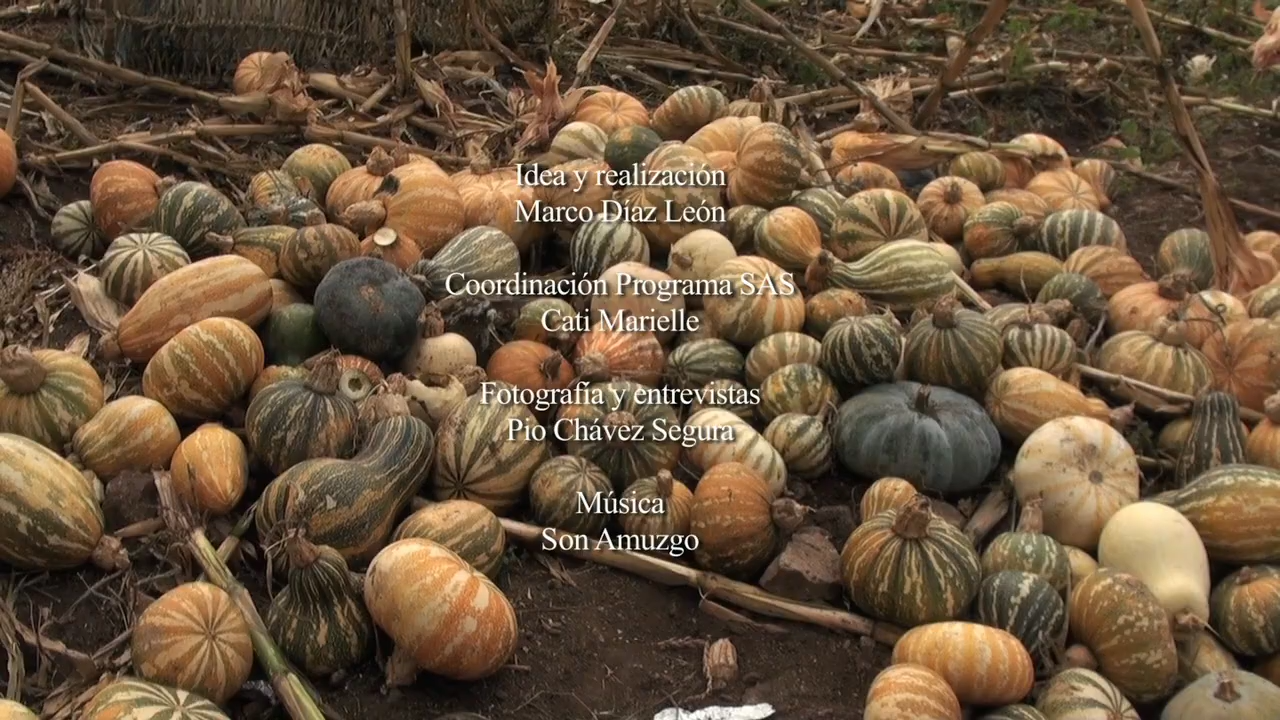 Idea y realización
Marco Díaz León
Coordinación Programa SAS
Cati Marielle
Fotografía y entrevistas
Pio Chávez Segura
Música
Son Amuzgo